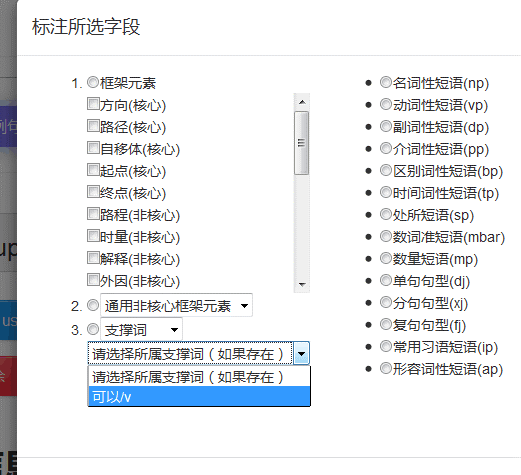 标注所选字段
1. 框架元素
方向(核心)
路径(核心)
自移体(核心)
起点(核心)
终点(核心)
路程(非核心)
时量(非核心)
解释(非核心)
外因(非核心)
2. 通用非核心框架元素
3. 支撑词
请选择所属支撑词（如果存在）
请选择所属支撑词（如果存在）
可以/v
名词性短语(np)
动词性短语(vp)
副词性短语(dp)
介词性短语(pp)
区别词性短语(bp)
时间词性短语(tp)
处所短语(sp)
数词准短语(mbar)
数量短语(mp)
单句句型(dj)
分句句型(xj)
复句句型(fj)
常用习语短语(ip)
形容词性短语(ap)
例句
up
us